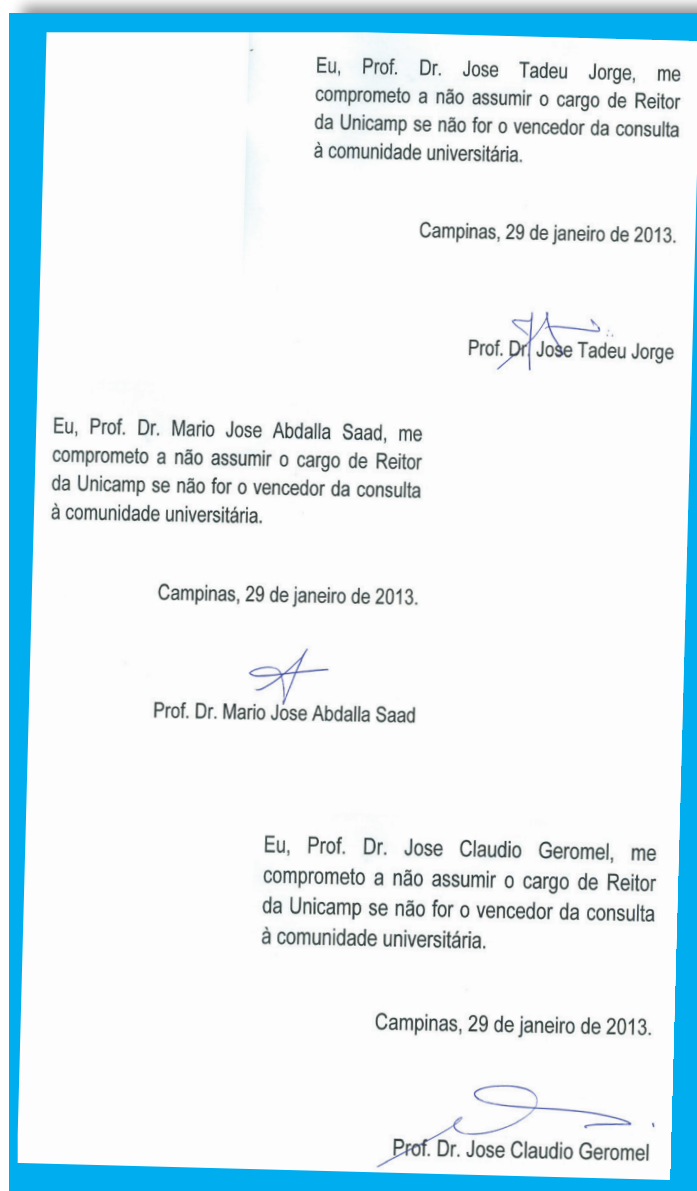 Eu, Prof. Dr. Jose Tadeu Jorge, me
comprometo a não assumir o cargo de Reitor
da Unicamp se não for o vencedor da consulta
à comunidade universitária.
Campinas, 29 de janeiro de 2013.
Prof. Dr. Jose Tadeu Jorge
Eu, Prof. Dr. Mario Jose Abdalla Saad, me
comprometo a não assumir o cargo de Reitor
da Unicamp se não for o vencedor da consulta
à comunidade universitária.
Campinas, 29 de janeiro de 2013.
Prof. Dr. Mario Jose Abdalla Saad
Eu, Prof. Dr. Jose Claudio Geromel, me
comprometo a não assumir o cargo de Reitor
da Unicamp se não for o vencedor da consulta
à comunidade universitária.
Campinas, 29 de janeiro de 2013.
Prof. Dr. Jose Claudio Geromel